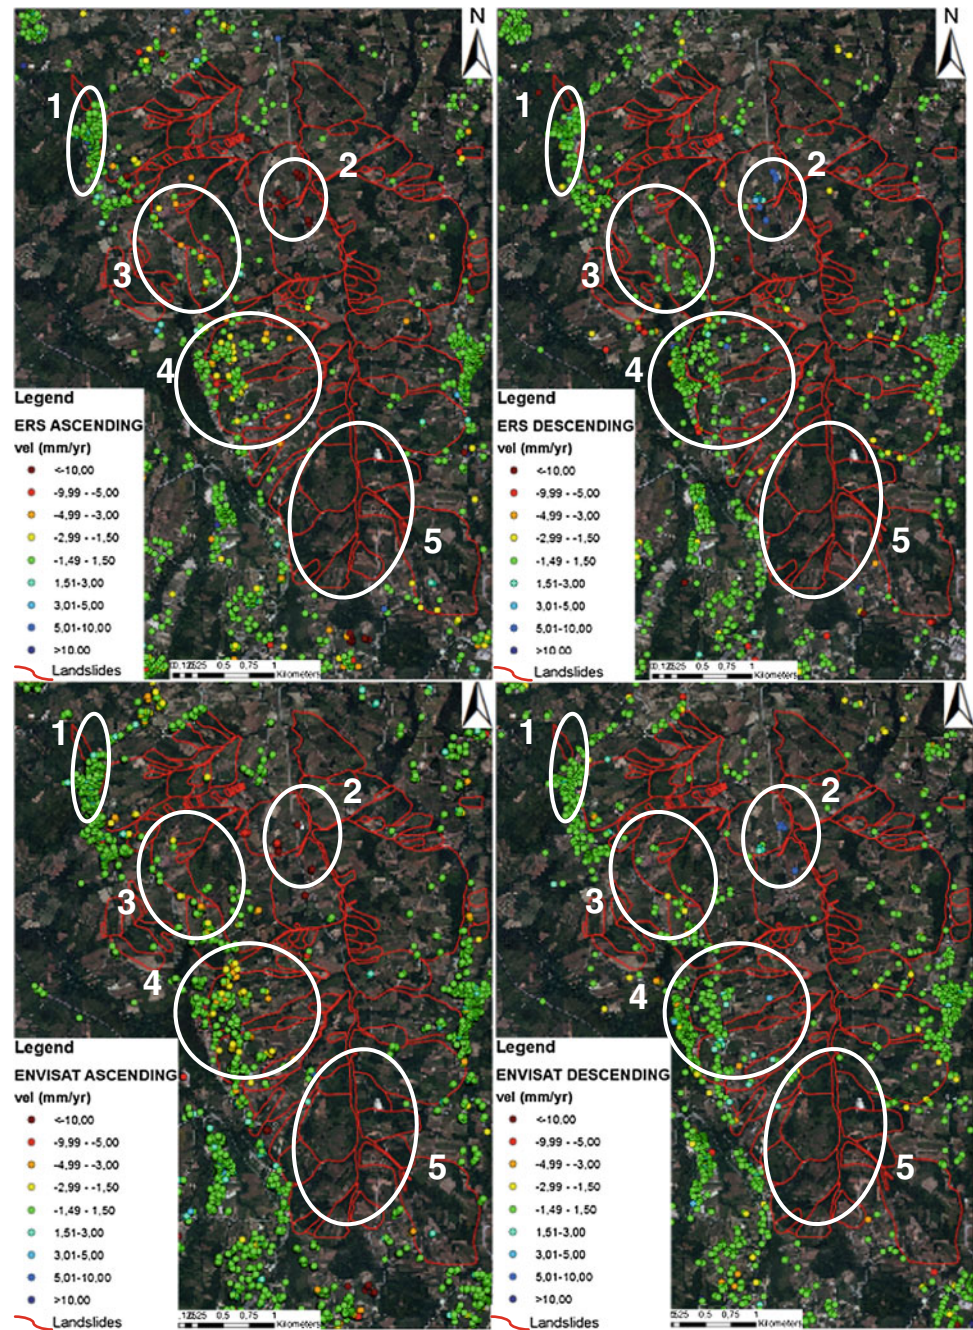 N
1
2
3
4
5
Legend
ERS ASCENDING
vel (mm/yr)
<-10,00
-9,99 - -5,00
-4,99 - -3,00
-2,99 - -1,50
-1,49 - 1,50
1,51-3,00
3,01-5,00
5,01-10,00
>10,00
Landslides
0,5 0,75 1
Kilometers
N
1
2
3
4
5
Legend
ERS DESCENDING
vel (mm/yr)
<-10,00
-9,99 - -5,00
-4,99 - -3,00
-2,99 - -1,50
-1,49 - 1,50
1,51-3,00
3,01-5,00
5,01-10,00
>10,00
Landslides
0,5 0,75 1
Kilometers
1
2
3
4
5
Legend
ENVISAT ASCENDING
vel (mm/yr)
<-10,00
-9,99 - -5,00
-4,99 - -3,00
-2,99 - -1,50
-1,49 - 1,50
1,51-3,00
3,01-5,00
5,01-10,00
>10,00
Landslides
0,5 0,75 1
Kilometers
1
2
3
4
5
Legend
ENVISAT DESCENDING
vel (mm/yr)
<-10,00
-9,99 - -5,00
-4,99 - -3,00
-2,99 - -1,50
-1,49 - 1,50
1,51-3,00
3,01-5,00
5,01-10,00
>10,00
Landslides
0,5 0,75 1
Kilometers